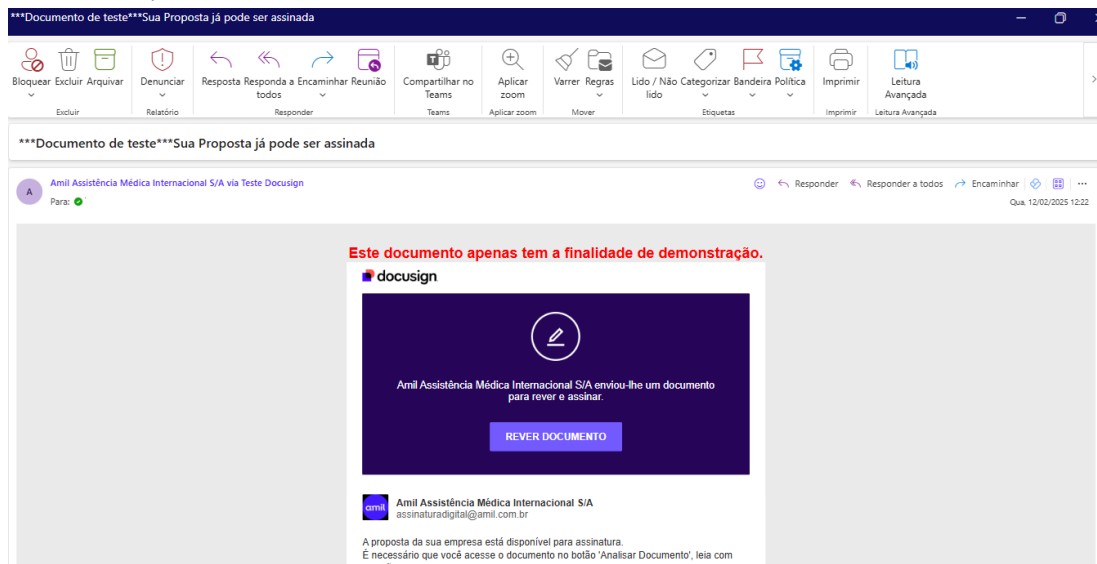 ***Documento de teste***Sua Proposta já pode ser assinada
Bloquear Excluir Arquivar Denunciar Resposta Responda a todos Encaminhar Reunião Compartilhar no Teams Aplicar zoom Varrer Regras Lido / Não lido Categorizar Bandeira Política Imprimir Leitura Avançada
Excluir Relatório Responder Teams Aplicar zoom Mover Etiquetas Imprimir Leitura Avançada
***Documento de teste***Sua Proposta já pode ser assinada
A
Amil Assistência Médica Internacional S/A via Teste Docusign
Responder Responder a todos Encaminhar
Para:
Qua, 12/02/2025 12:22
Este documento apenas tem a finalidade de demonstração.
docusign
Amil Assistência Médica Internacional S/A enviou-lhe um documento
para rever e assinar.
REVER DOCUMENTO
amil
Amil Assistência Médica Internacional S/A
assinaturadigital@amil.com.br
A proposta da sua empresa está disponível para assinatura.
É necessário que você acesse o documento no botão 'Analisar Documento', leia com